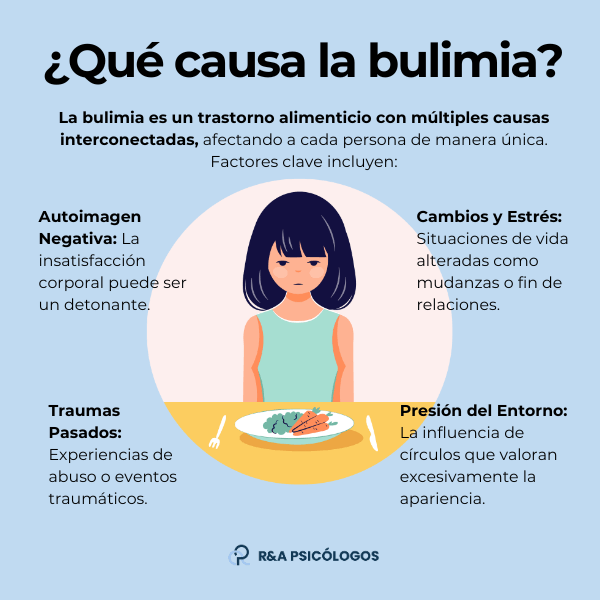 ¿Qué causa la bulimia?
La bulimia es un trastorno alimenticio con múltiples causas
interconectadas, afectando a cada persona de manera única.
Factores clave incluyen:
Autoimagen
Negativa: La
insatisfacción
corporal puede ser
un detonante.
Cambios y Estrés:
Situaciones de vida
alteradas como
mudanzas o fin de
relaciones.
Traumas
Pasados:
Experiencias de
abuso o eventos
traumáticos.
Presión del Entorno:
La influencia de
círculos que valoran
excesivamente la
apariencia.
R&A PSICÓLOGOS